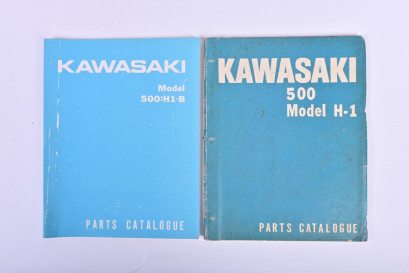 KAWASAKI
Model
500:H1-B
PARTS CATALOGUE
KAWASAKI
500
Model H-1
PARTS CATALOGUE